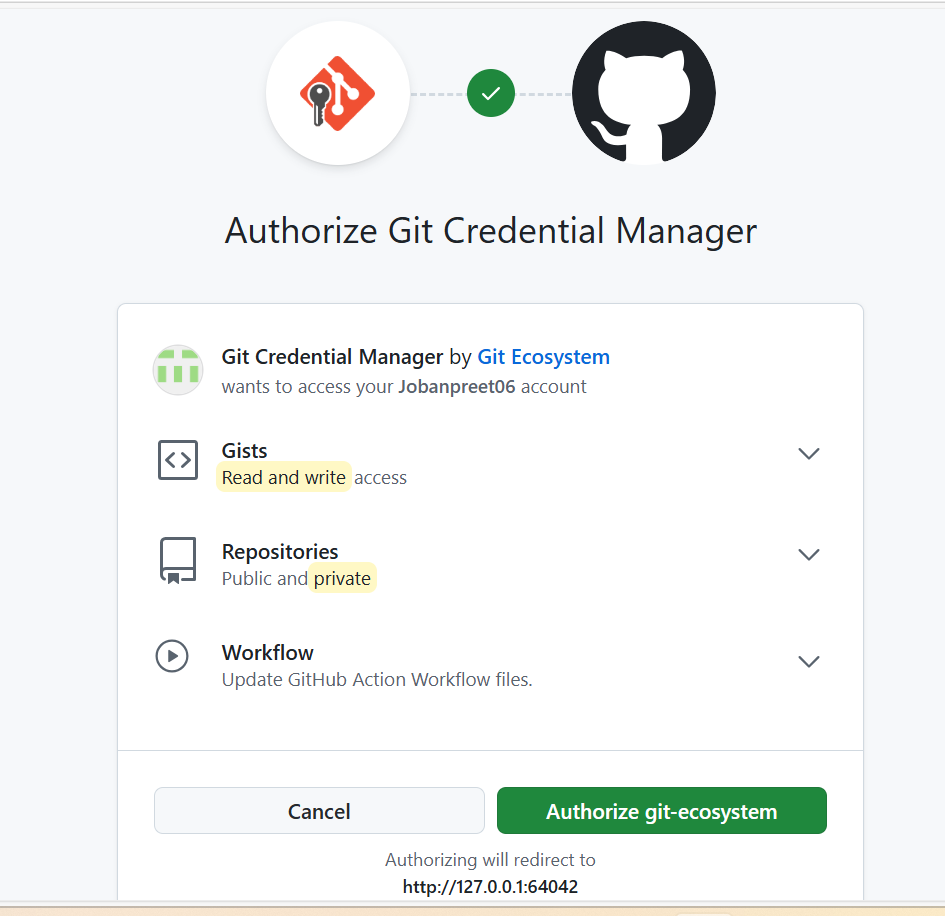 Authorize Git Credential Manager
Git Credential Manager by Git Ecosystem
wants to access your Jobanpreet06 account
Gists
Read and write access
Repositories
Public and private
Workflow
Update GitHub Action Workflow files.
Cancel
Authorize git-ecosystem
Authorizing will redirect to
http://127.0.0.1:64042